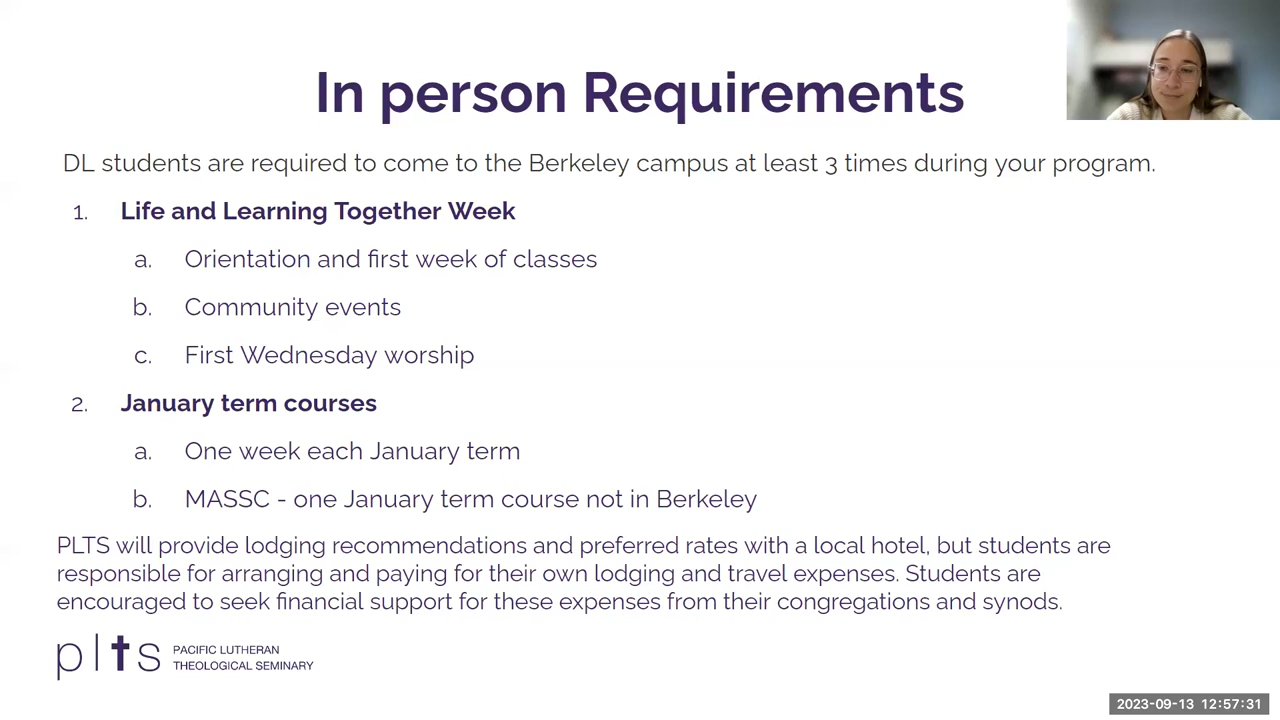 In person Requirements
DL students are required to come to the Berkeley campus at least 3 times during your program.
1. Life and Learning Together Week
a. Orientation and first week of classes
b. Community events
c. First Wednesday worship
2. January term courses
a. One week each January term
b. MASSC - one January term course not in Berkeley
PLTS will provide lodging recommendations and preferred rates with a local hotel, but students are
responsible for arranging and paying for their own lodging and travel expenses. Students are
encouraged to seek financial support for these expenses from their congregations and synods.
plts PACIFIC LUTHERAN
THEOLOGICAL SEMINARY
2023-09-13 12:57:31